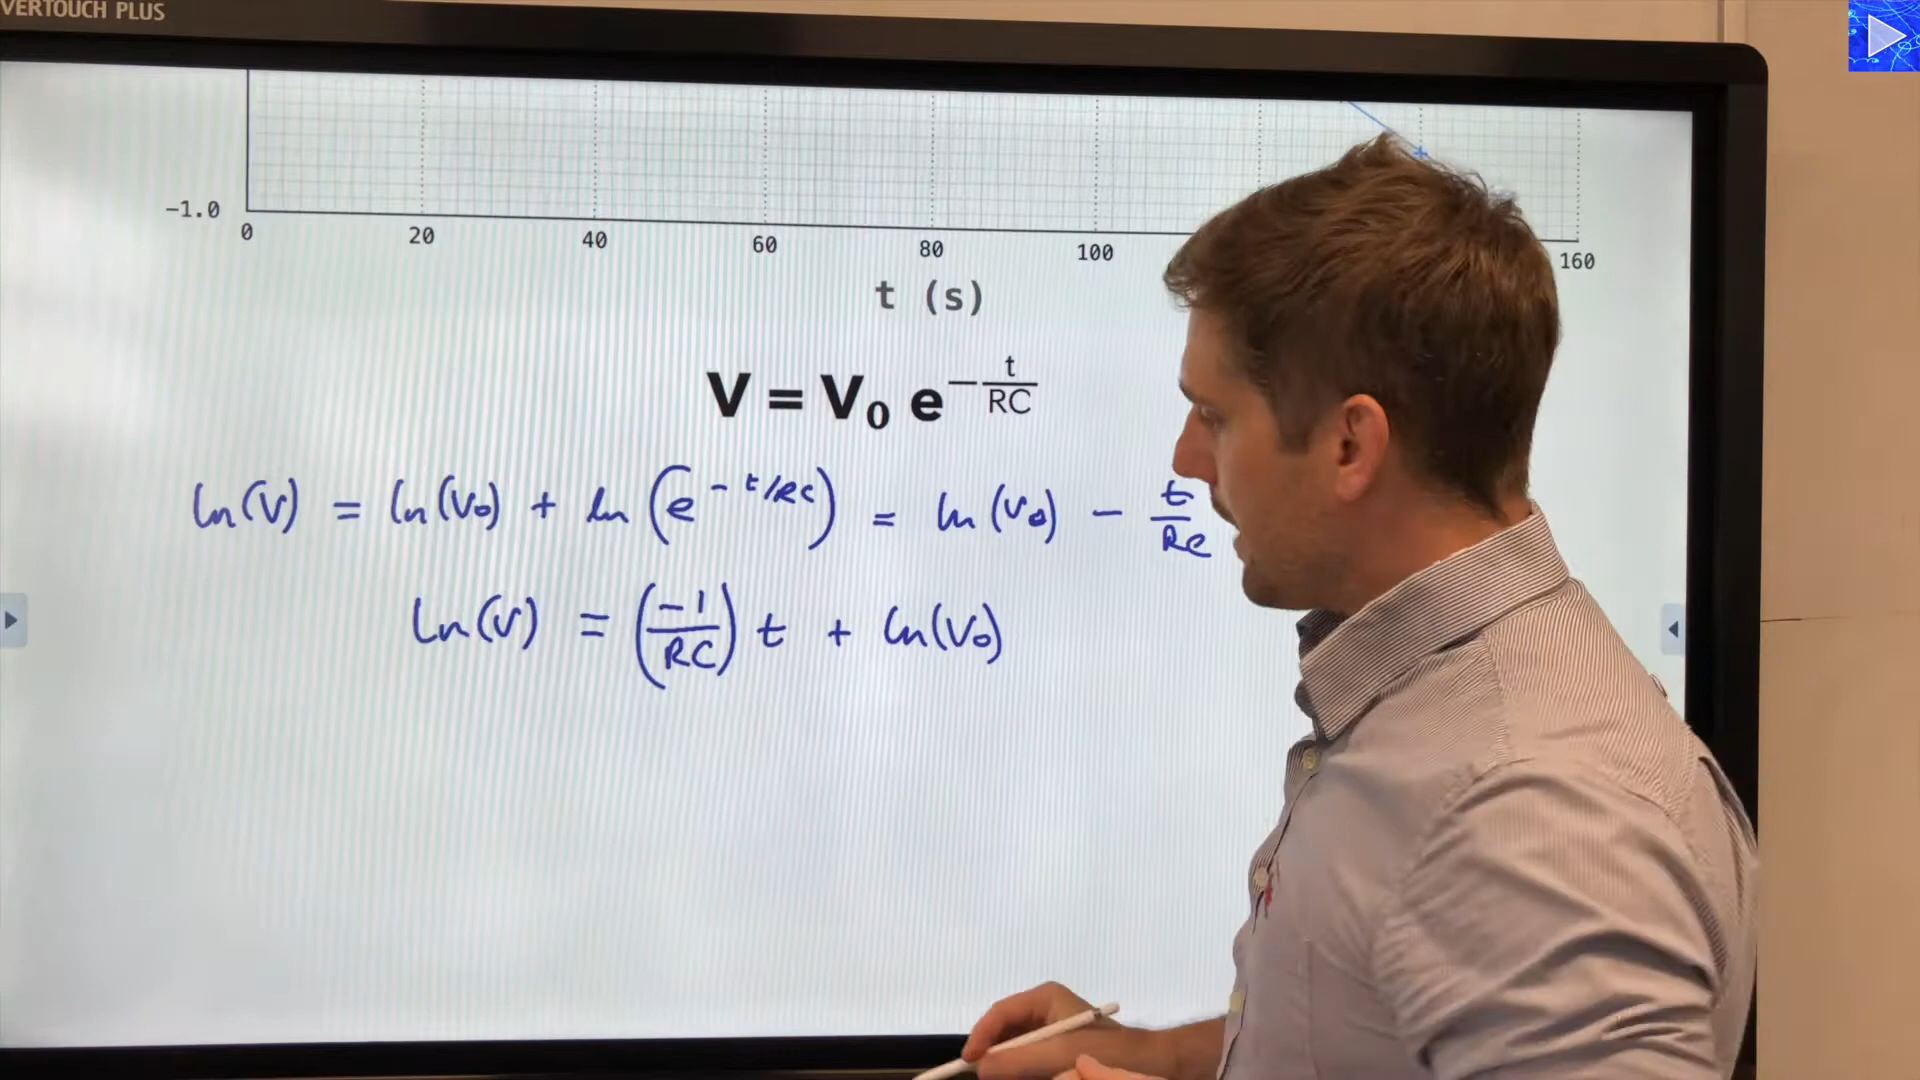 VERTOUCH PLUS
-1.0
0 20 40 60 80 100 160
t (s)
V = V₀ e^(-t/RC)
ln(V) = ln(V₀) + ln(e^(-t/RC)) = ln(V₀) - t/RC
ln(V) = (-1/RC) t + ln(V₀)